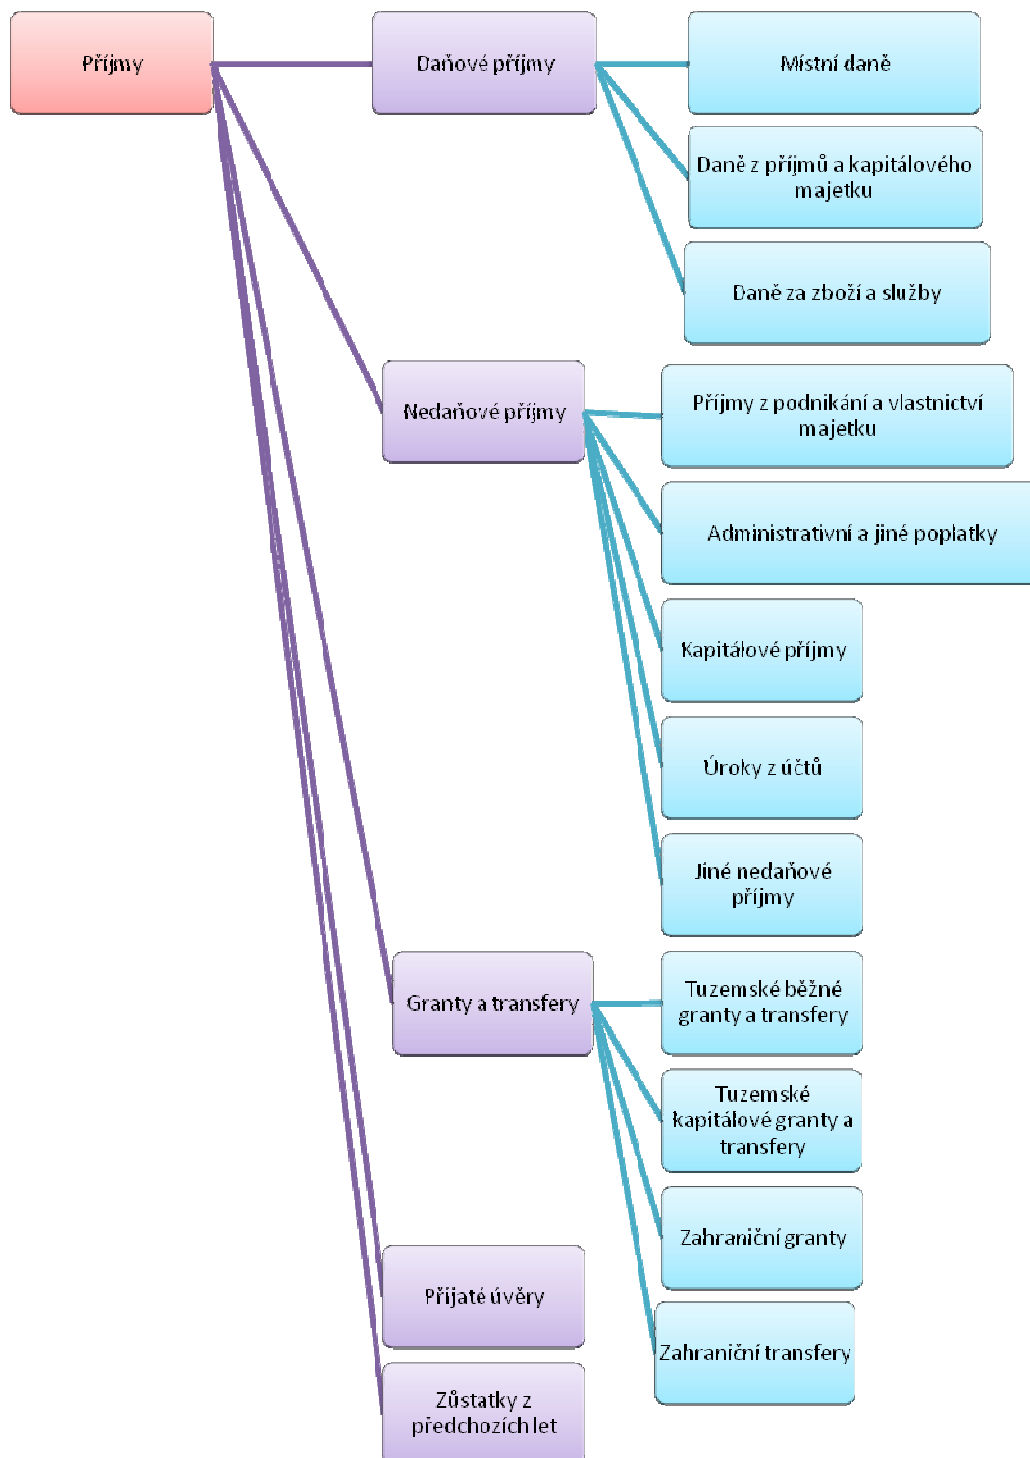 Příjmy
Daňové příjmy
Místní daně
Daně z příjmů a kapitálového
majetku
Daně za zboží a služby
Nedaňové příjmy
Příjmy z podnikání a vlastnictví
majetku
Administrativní a jiné poplatky
Kapitálové příjmy
Úroky z účtů
Jiné nedaňové
příjmy
Granty a transfery
Tuzemské běžné
granty a transfery
Tuzemské
kapitálové granty a
transfery
Zahraniční granty
Zahraniční transfery
Přijaté úvěry
Zůstatky z
předchozích let